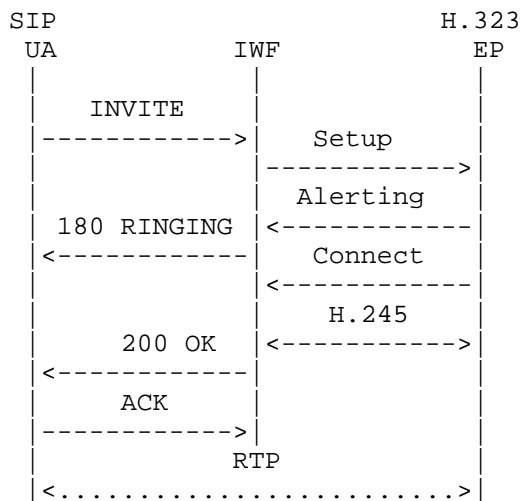 SIP H.323
UA IWF EP
INVITE
Setup
Alerting
180 RINGING
Connect
H.245
200 OK
ACK
RTP